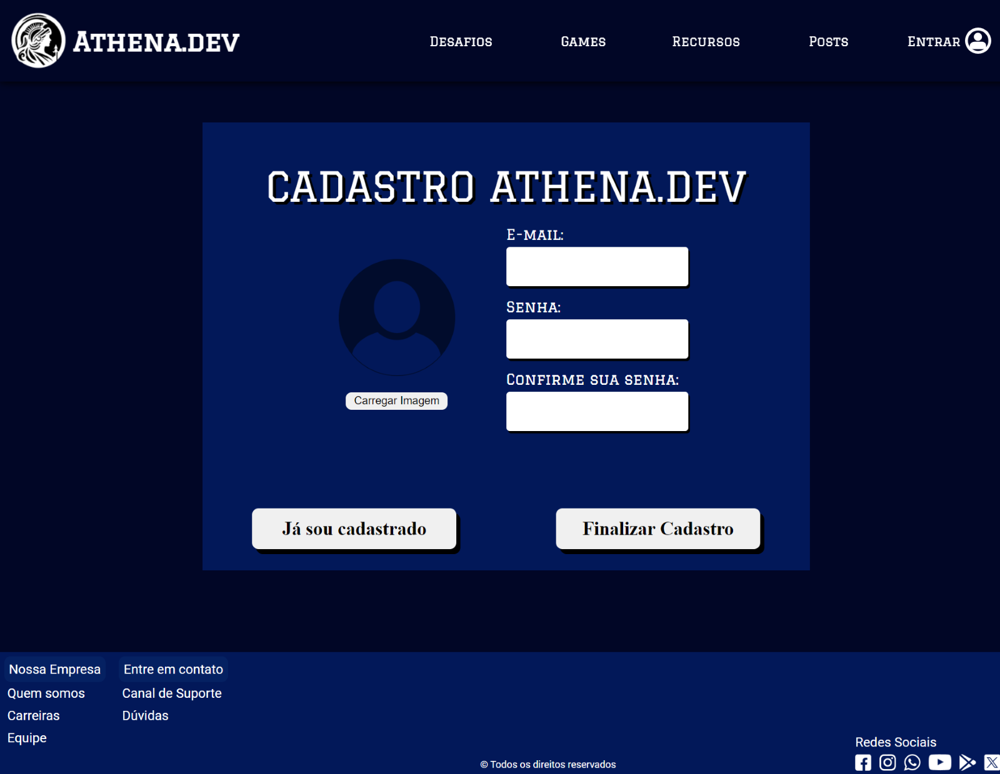 Athena.dev
Desafios
Games
Recursos
Posts
Entrar
CADASTRO ATHENA.DEV
E-mail:
Senha:
Confirme sua senha:
Carregar Imagem
Já sou cadastrado
Finalizar Cadastro
Nossa Empresa
Quem somos
Carreiras
Equipe
Entre em contato
Canal de Suporte
Dúvidas
Redes Sociais
© Todos os direitos reservados